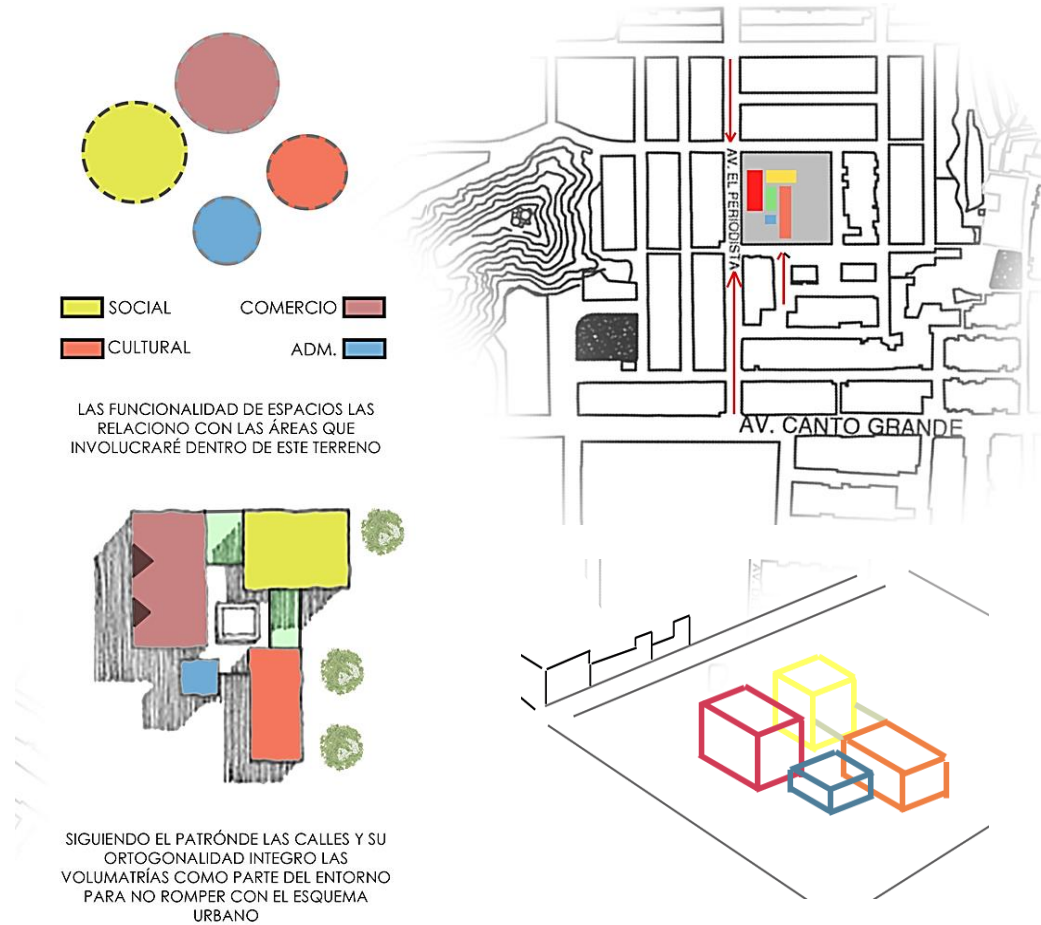 SOCIAL
COMERCIO
CULTURAL
ADM.
LAS FUNCIONALIDAD DE ESPACIOS LAS
RELACIONO CON LAS ÁREAS QUE
INVOLUCRARÉ DENTRO DE ESTE TERRENO
AV. EL PERIODISTA
AV. CANTO GRANDE
SIGUIENDO EL PATRÓNDE LAS CALLES Y SU
ORTOGONALIDAD INTEGRO LAS
VOLUMATRÍAS COMO PARTE DEL ENTORNO
PARA NO ROMPER CON EL ESQUEMA
URBANO